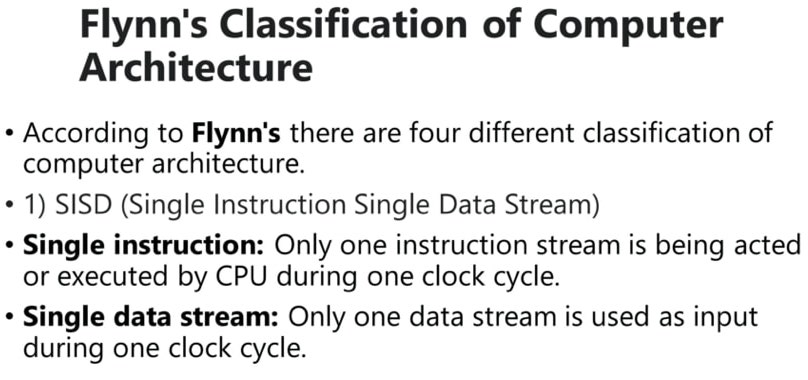 Flynn's Classification of Computer
Architecture
• According to Flynn's there are four different classification of
computer architecture.
• 1) SISD (Single Instruction Single Data Stream)
• Single instruction: Only one instruction stream is being acted
or executed by CPU during one clock cycle.
• Single data stream: Only one data stream is used as input
during one clock cycle.